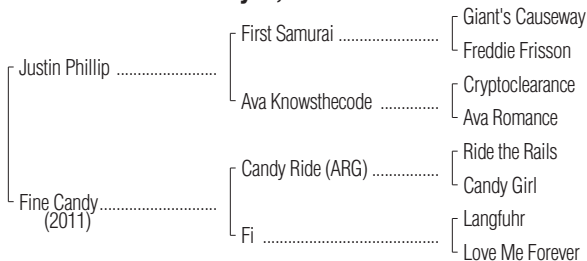 Giant's Causeway
First Samurai ....................
Freddie Frisson
Justin Phillip ....................
Cryptoclearance
Ava Knowsthecode ............
Ava Romance
Ride the Rails
Candy Ride (ARG) .............
Candy Girl
Fine Candy.......................
(2011)
Langfuhr
Fi ...................................
Love Me Forever